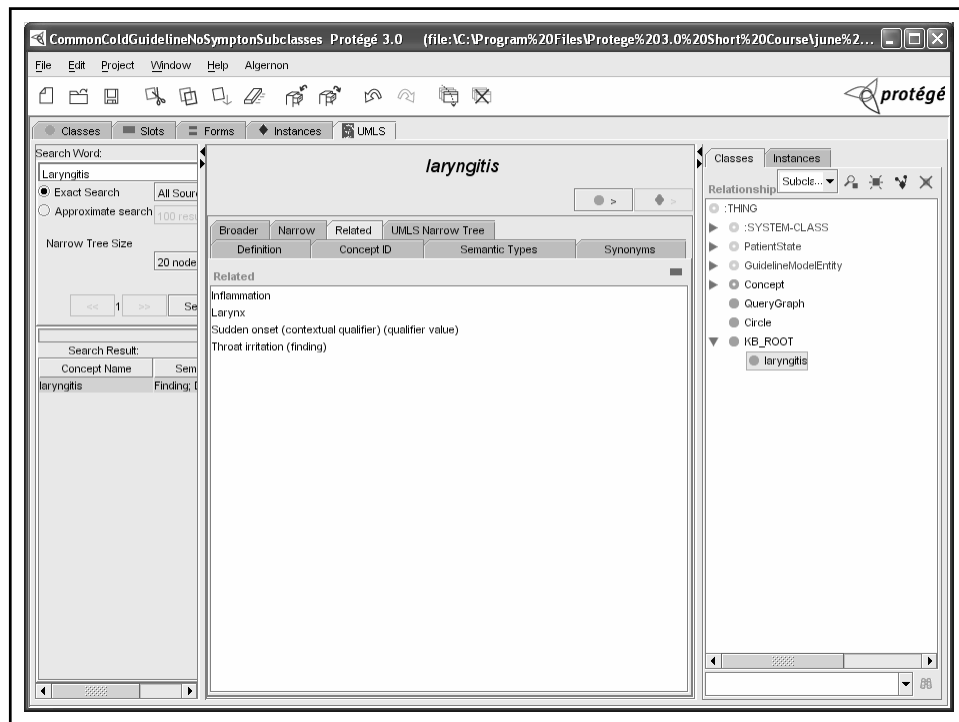 CommonColdGuidelineNoSymptonSubclasses Protégé 3.0 (file:\C:\Program%20Files\Protege%203.0%20Short%20Course\june%2...
File Edit Project Window Help Algernon
protégé
Classes Slots Forms Instances UMLS
Search Word:
Laryngitis
Exact Search All Sour
Approximate search 100 resu
Narrow Tree Size
20 node
<< 1 >> Se
Search Result:
Concept Name Sem
laryngitis Finding; D
laryngitis
>
>
Broader Narrow Related UMLS Narrow Tree
Definition Concept ID Semantic Types Synonyms
Related
Inflammation
Larynx
Sudden onset (contextual qualifier) (qualifier value)
Throat irritation (finding)
Classes Instances
Relationship Subcla...
:THING
:SYSTEM-CLASS
PatientState
GuidelineModelEntity
Concept
QueryGraph
Circle
KB_ROOT
laryngitis